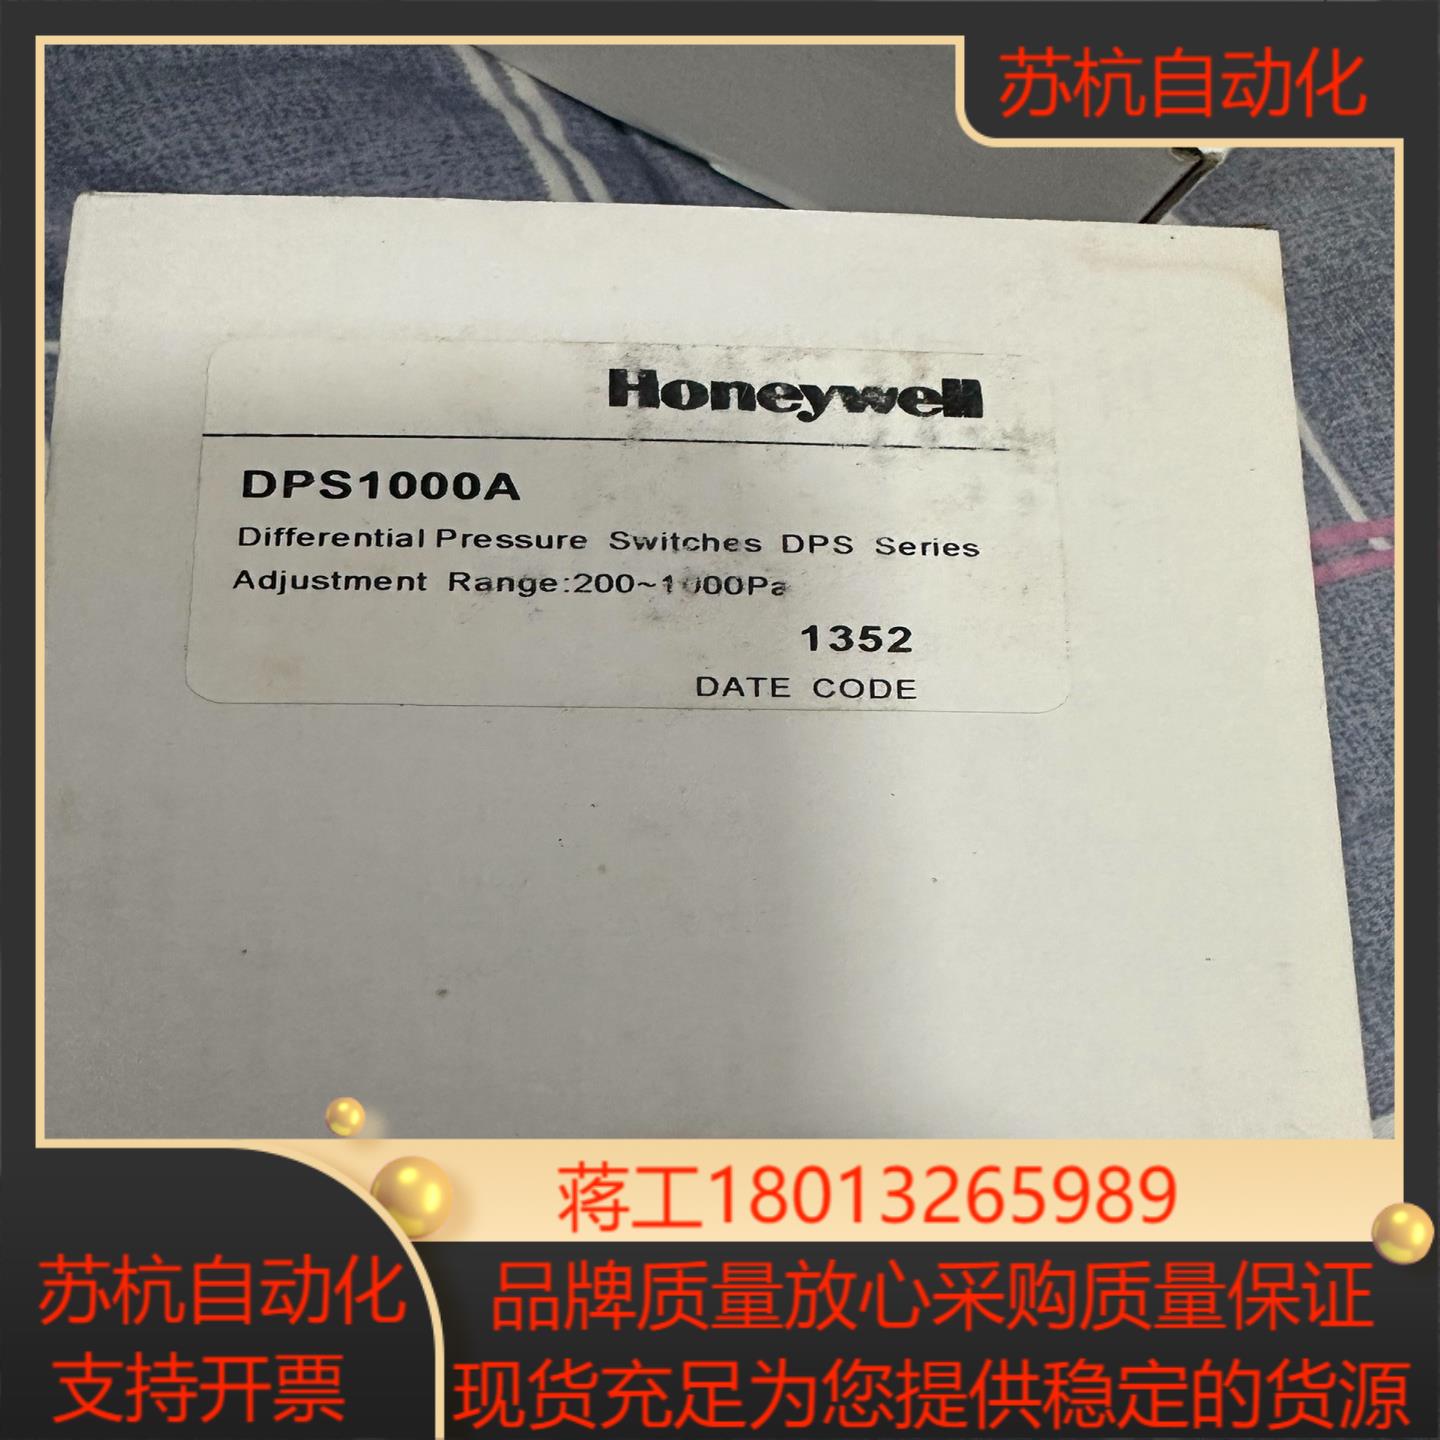 苏杭自动化
Honeywell
DPS1000A
Differential Pressure Switches DPS Series
Adjustment Range:200~1000Pa
1352
DATE CODE
蒋工18013265989
苏杭自动化
支持开票
品牌质量放心采购质量保证
现货充足为您提供稳定的货源